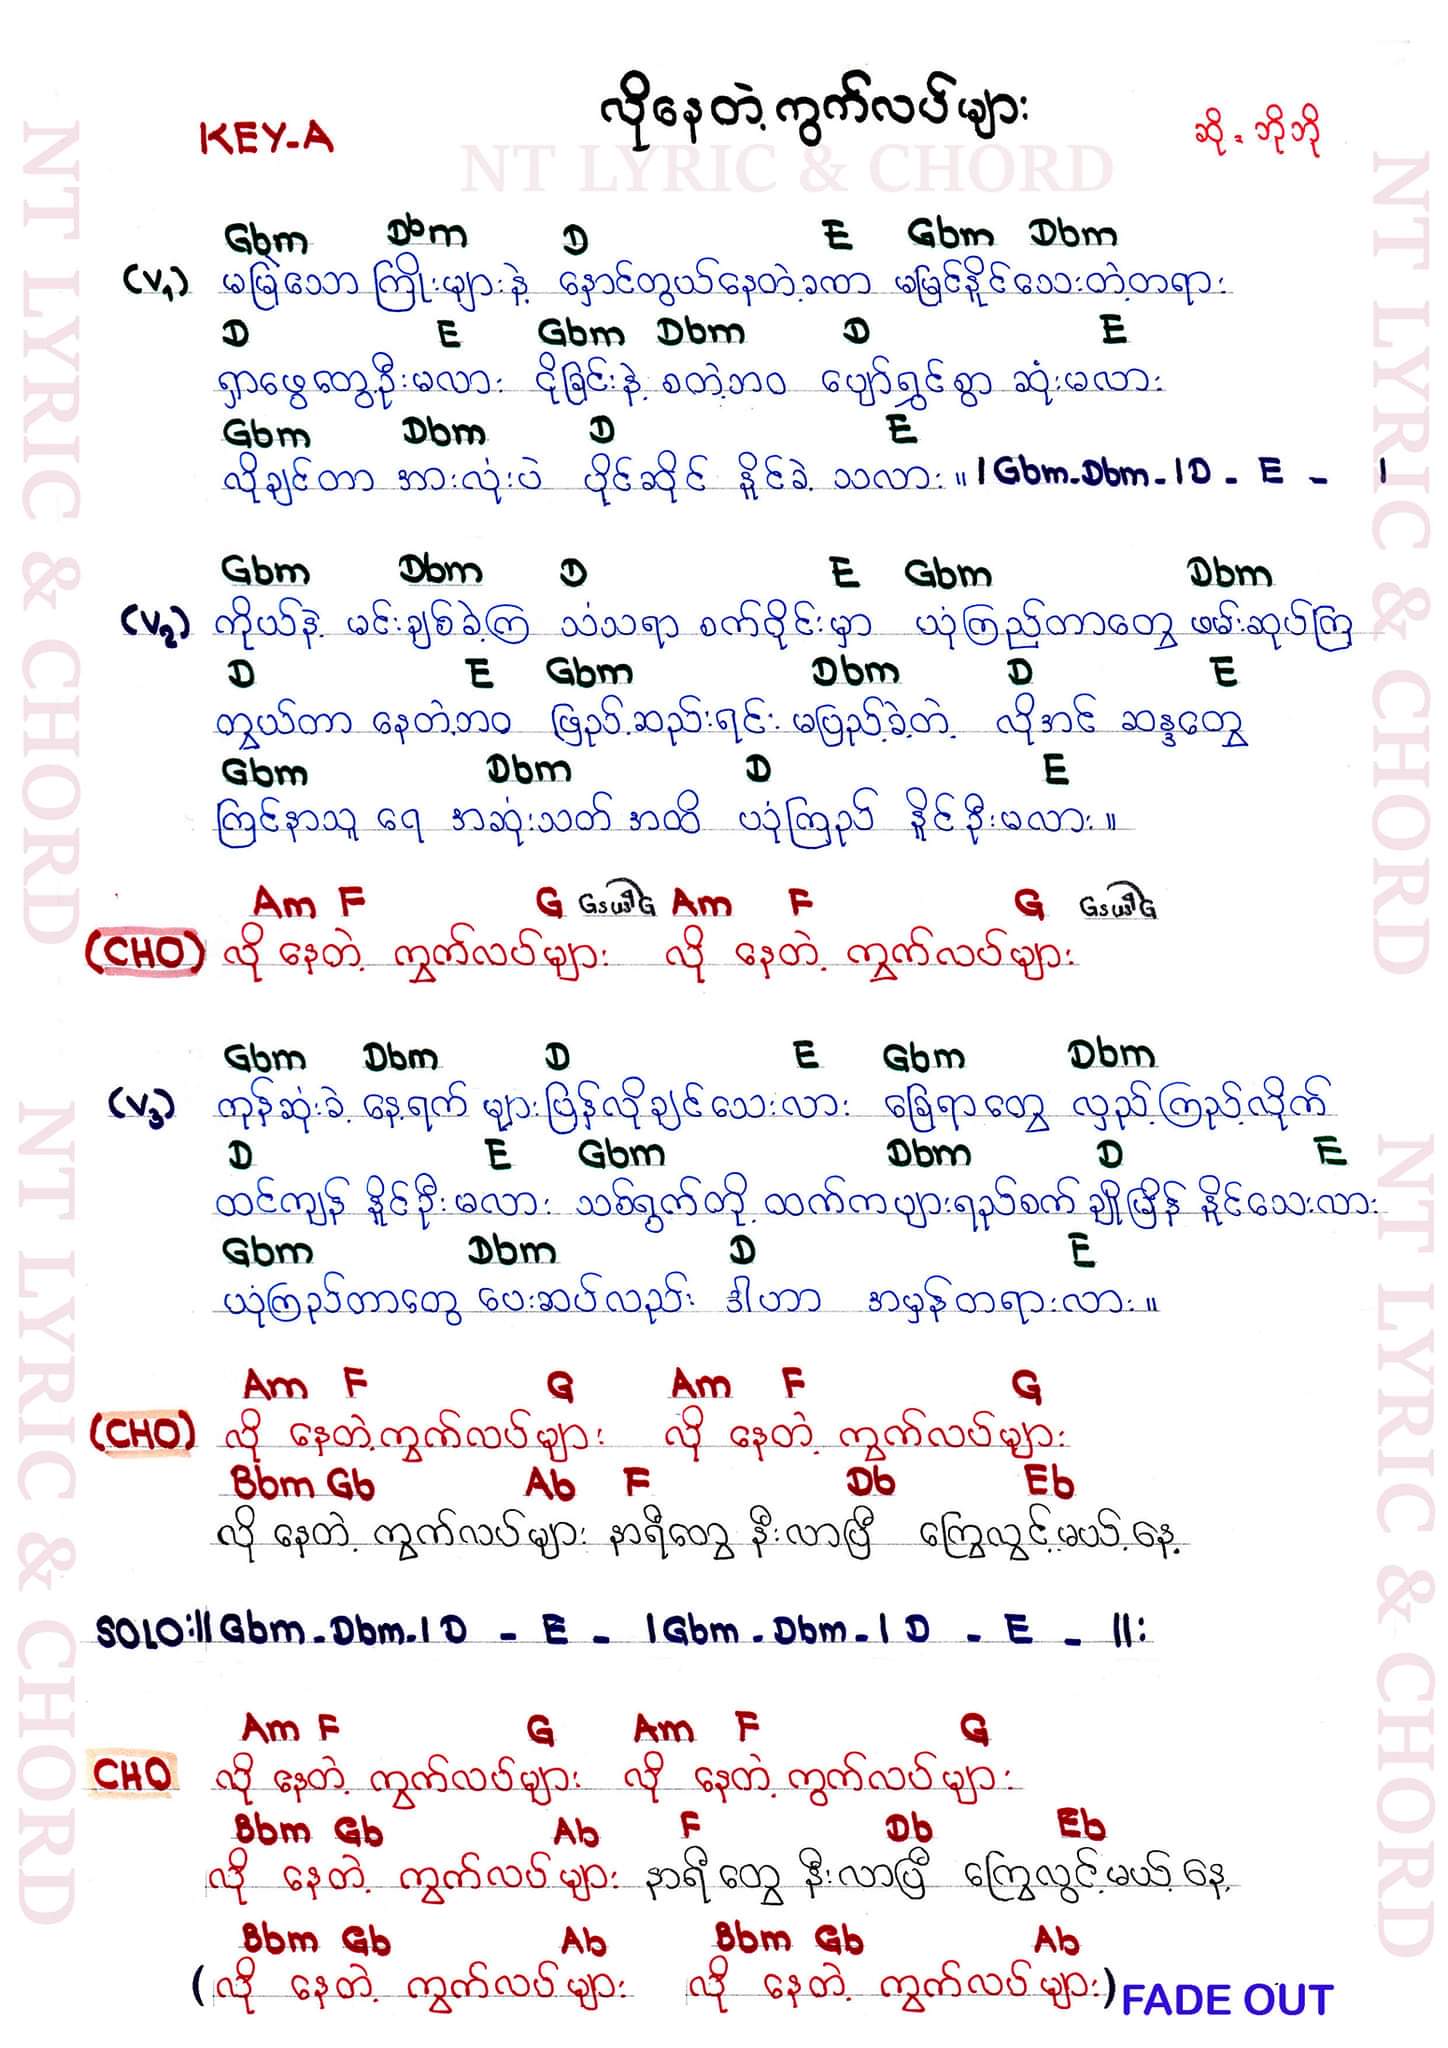 KEY-A
လိုနေတဲ့ကွက်လပ်များ
ဆို - ဘိုဘို
NT LYRIC & CHORD
Gbm Dbm D E Gbm Dbm
(V1) မမြဲသော ကြိုးများနဲ့ နှောင်တွယ်နေတဲ့ခဏာ မမြင်နိုင်သေးတဲ့တရား
D E Gbm Dbm D E
ရှာဖွေတွေ့ဦးမလား ငိုခြင်းနဲ့ စတဲ့ဘဝ ပျော်ရွှင်စွာ ဆုံးမလား
Gbm Dbm D E
လိုချင်တာ အားလုံးပဲ ပိုင်ဆိုင် နိုင်ခဲ့ သလား။ | Gbm-Dbm-| D - E - |
Gbm Dbm D E Gbm Dbm
(V2) ကိုယ်နဲ့ မင်းချစ်ခဲ့ကြ သံသရာ စက်ဝိုင်းမှာ ယုံကြည်တာတွေ ဖမ်းဆုပ်ကြ
D E Gbm Dbm D E
တွယ်တာ နေတဲ့ဘဝ ဖြည့်ဆည်းရင်း မပြည့်ခဲ့တဲ့ လိုအင် ဆန္ဒတွေ
Gbm Dbm D E
ကြင်နာသူ ရေ အဆုံးသတ် အထိ ယုံကြည် နိုင်ဦးမလား။
Am F G Gsus4 G Am F G Gsus4 G
(CHO) လို နေတဲ့ ကွက်လပ်များ လို နေတဲ့ ကွက်လပ်များ
Gbm Dbm D E Gbm Dbm
(V3) ကုန်ဆုံးခဲ့ နေ့ရက် များပြန်လိုချင်သေးလား ခြေရာတွေ လှည့်ကြည့်လိုက်
D E Gbm Dbm D E
ထင်ကျန် နိုင်ဦးမလား သစ်ရွက်တို့ ထက်ကပျားရည်စက် ချိုမြိန် နိုင်သေးလား
Gbm Dbm D E
ယုံကြည်တာတွေ ပေးဆပ်လည်း ဒါဟာ အမှန်တရားလား။
Am F G Am F G
(CHO) လို နေတဲ့ကွက်လပ်များ လို နေတဲ့ ကွက်လပ်များ
Bbm Gb Ab F Db Eb
လို နေတဲ့ ကွက်လပ်များ နာရီတွေ နီးလာပြီ ကြွေလွင့်မယ့်နေ့
SOLO:|| Gbm-Dbm-| D - E - | Gbm-Dbm-| D - E - ||:
Am F G Am F G
CHO လို နေတဲ့ ကွက်လပ်များ လို နေတဲ့ ကွက်လပ်များ
Bbm Gb Ab F Db Eb
လို နေတဲ့ ကွက်လပ်များ နာရီတွေ နီးလာပြီ ကြွေလွင့်မယ့်နေ့
Bbm Gb Ab Bbm Gb Ab
(လို နေတဲ့ ကွက်လပ်များ လို နေတဲ့ ကွက်လပ်များ) FADE OUT
NT LYRIC & CHORD
NT LYRIC & CHORD
NT LYRIC & CHORD
NT LYRIC & CHORD